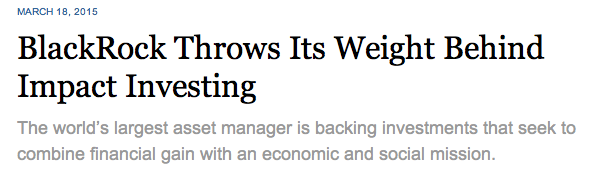 MARCH 18, 2015
BlackRock Throws Its Weight Behind
Impact Investing
The world’s largest asset manager is backing investments that seek to
combine financial gain with an economic and social mission.